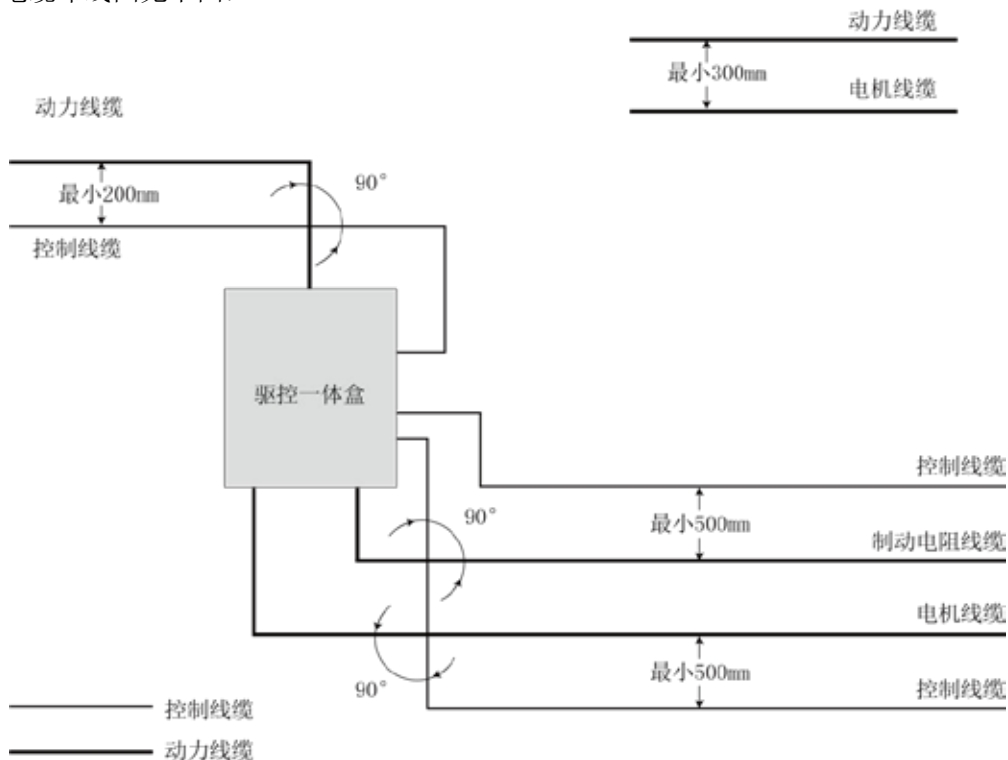 动力线缆
最小300mm
电机线缆
动力线缆
90°
最小200mm
控制线缆
驱控一体盒
控制线缆
90°
最小500mm
制动电阻线缆
电机线缆
最小500mm
90°
控制线缆
控制线缆
动力线缆